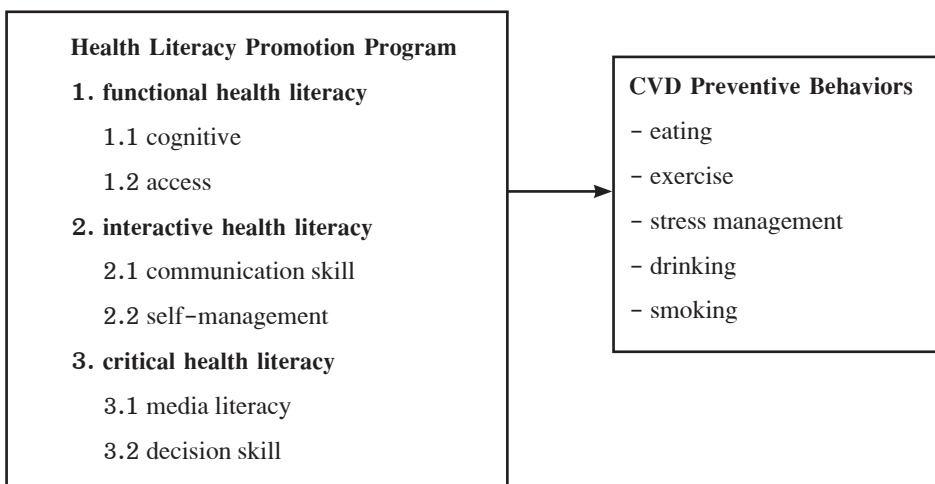 Health Literacy Promotion Program
1. functional health literacy
1.1 cognitive
1.2 access
2. interactive health literacy
2.1 communication skill
2.2 self-management
3. critical health literacy
3.1 media literacy
3.2 decision skill
CVD Preventive Behaviors
- eating
- exercise
- stress management
- drinking
- smoking